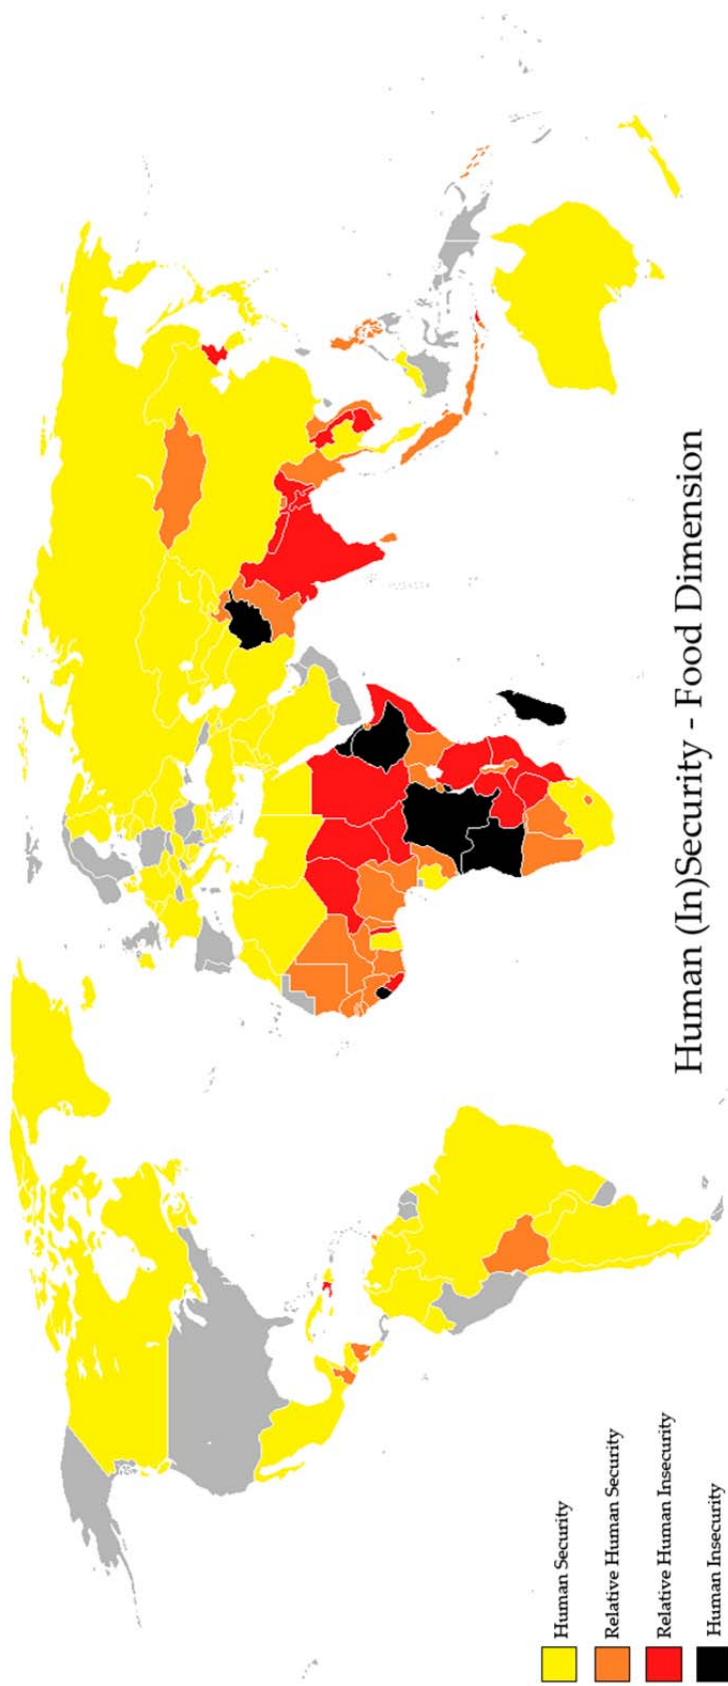 Human (In)Security - Food Dimension
Human Security
Relative Human Security
Relative Human Insecurity
Human Insecurity